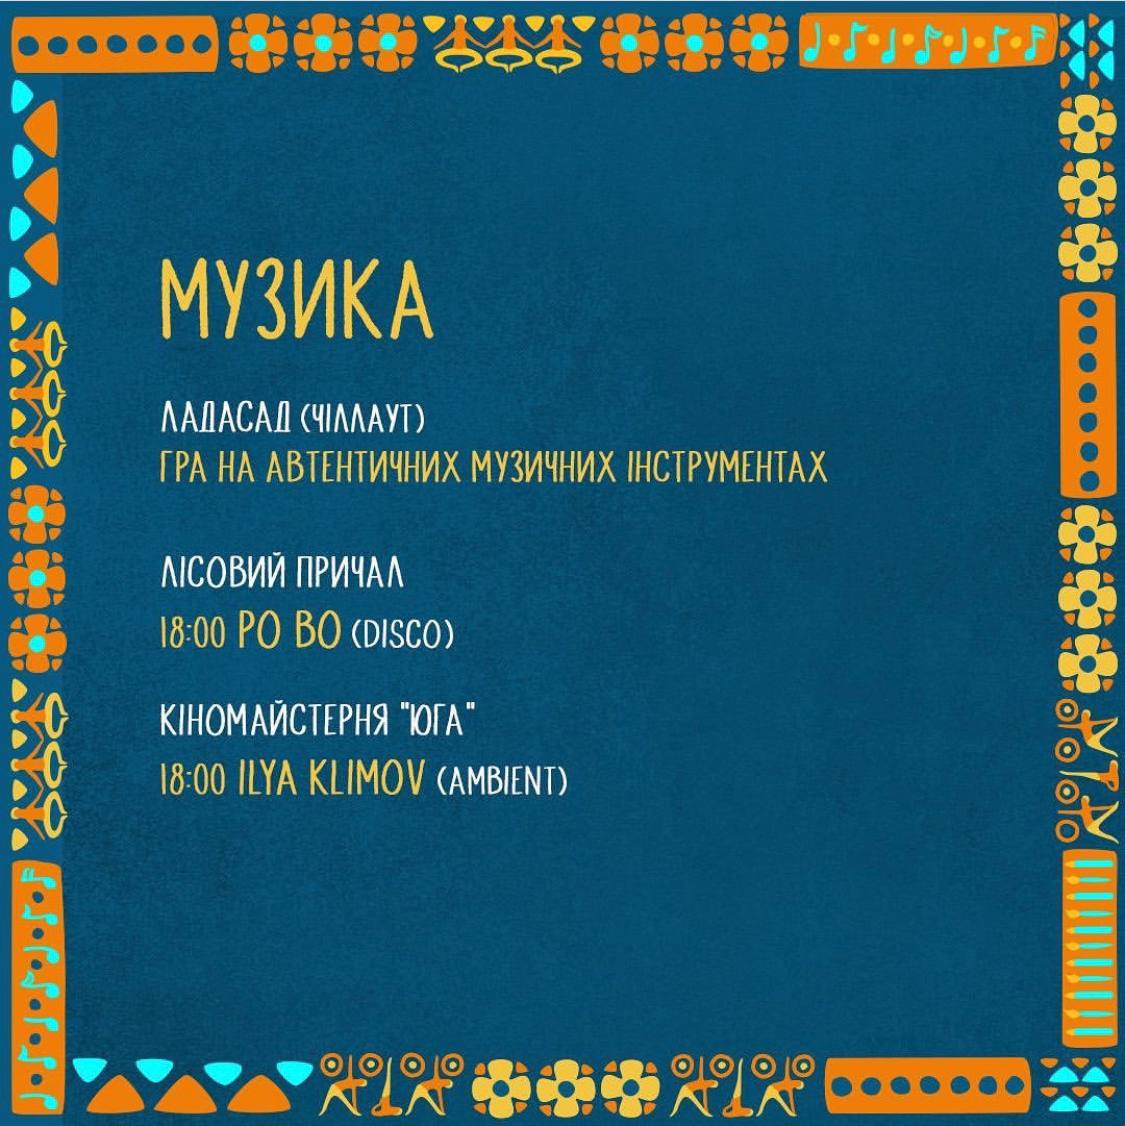 МУЗИКА
ЛАДАСАД (ЧІЛЛАУТ)
ГРА НА АВТЕНТИЧНИХ МУЗИЧНИХ ІНСТРУМЕНТАХ
ЛІСОВИЙ ПРИЧАЛ
18:00 PO BO (DISCO)
КІНОМАЙСТЕРНЯ "ЮГА"
18:00 ILYA KLIMOV (AMBIENT)